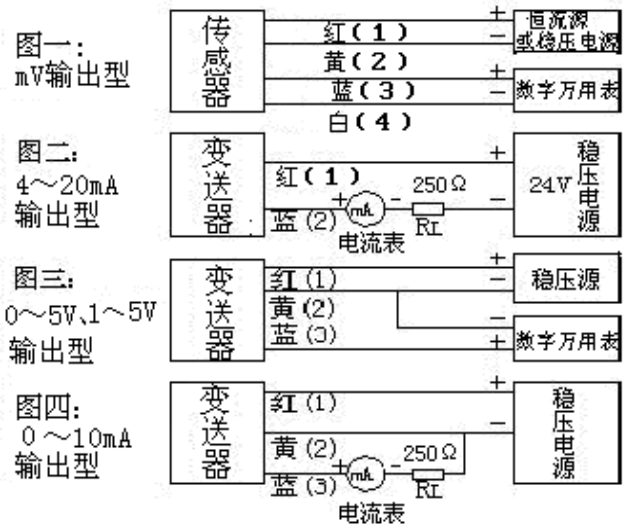 图一:
mV输出型
传感器
红(1)
黄(2)
蓝(3)
白(4)
+
−
+
−
恒流源
或稳压电源
数字万用表
图二:
4～20mA
输出型
变送器
红(1)
蓝(2)
+
mA
-
250Ω
RL
电流表
+
−
24V
稳压电源
图三:
0～5V、1～5V
输出型
变送器
红(1)
黄(2)
蓝(3)
+
−
−
+
稳压源
数字万用表
图四:
0～10mA
输出型
变送器
红(1)
黄(2)
蓝(3)
+
mA
-
250Ω
RL
电流表
+
−
稳压电源